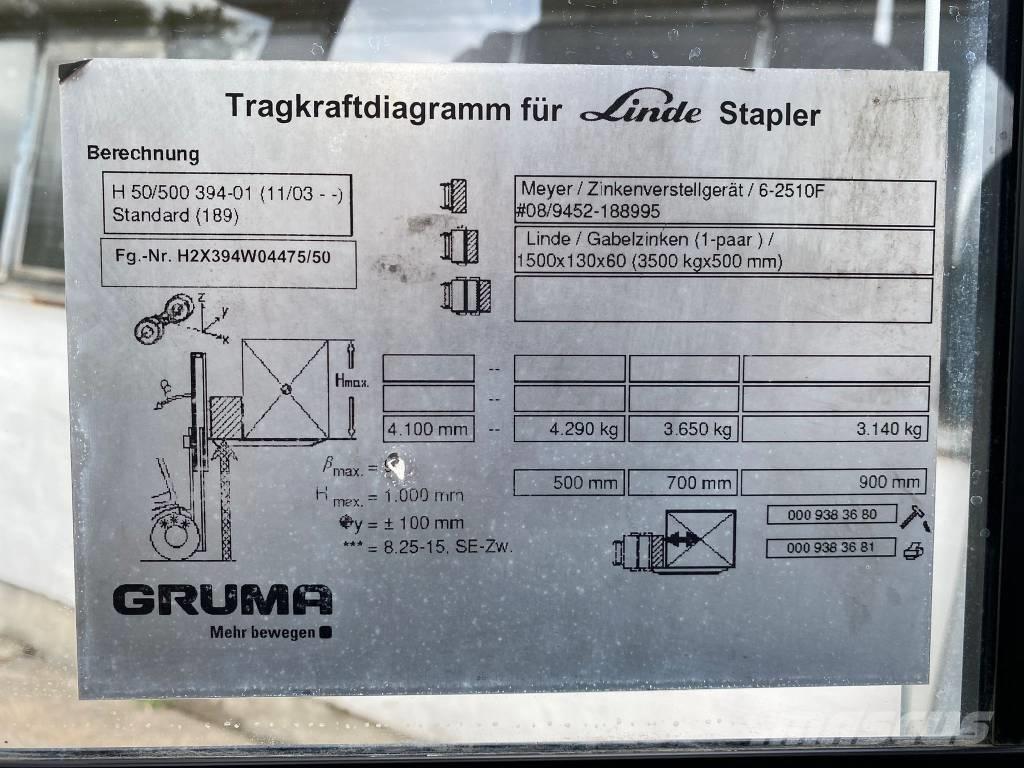 Tragkraftdiagramm für Linde Stapler
Berechnung
H 50/500 394-01 (11/03 - -)
Standard (189)
Fg.-Nr. H2X394W04475/50
Meyer / Zinkenverstellgerät / 6-2510F
#08/9452-188995
Linde / Gabelzinken (1-paar ) /
1500x130x60 (3500 kgx500 mm)
z
y
x
β
Hmax.
--
--
4.100 mm -- 4.290 kg 3.650 kg 3.140 kg
500 mm 700 mm 900 mm
βmax. =
H mex. = 1.000 mm
y = ± 100 mm
*** = 8.25-15, SE-Zw.
***
000 938 36 80
000 938 36 81
GRUMA
Mehr bewegen
MASCUS